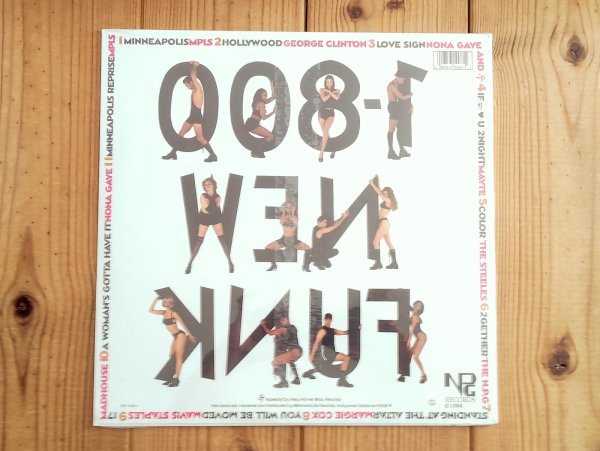 1 MINNEAPOLIS MPLS 2 HOLLYWOOD GEORGE CLINTON 3 LOVE SIGN NONA GAYE
AND 4 IF 👁 ♥ U 2NIGHT MAYTE 5 COLOR THE STEELES 6 2GETHER THE N.P.G 7
STANDING AT THE ALTAR MARGIE COX 8 YOU WILL BE MOVED MAVIS STAPLES 9 17
MADHOUSE 10 A WOMAN'S GOTTA HAVE IT NONA GAYE 11 MINNEAPOLIS REPRISE MPLS
1-800
NEW
FUNK
NPG
RECORDS
© 1994